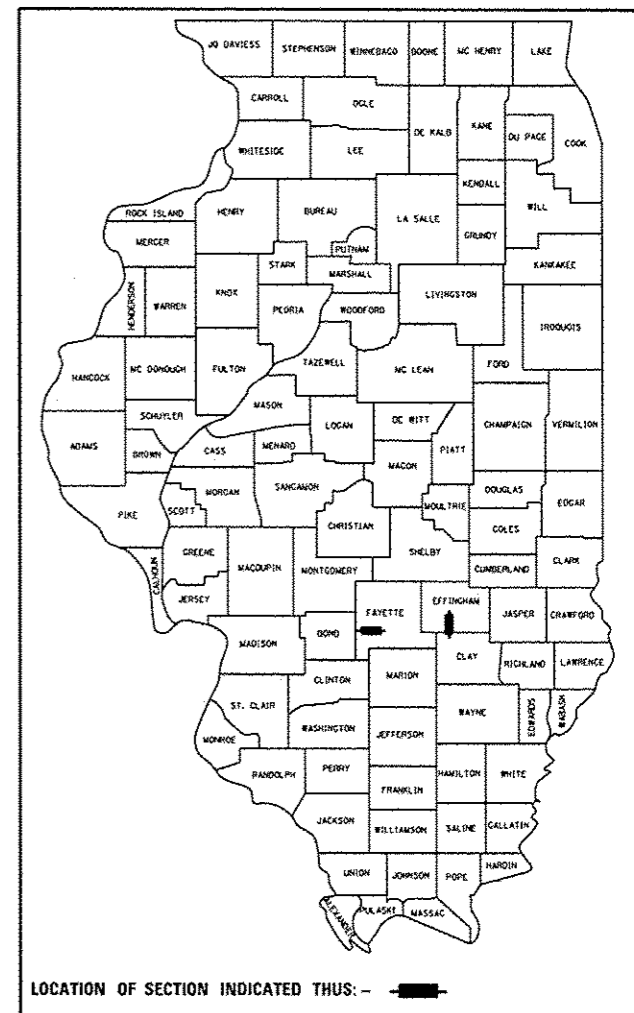 JO DAVIESS STEPHENSON WINNEBAGO BOONE MC HENRY LAKE
CARROLL OGLE DE KALB KANE DU PAGE COOK
WHITESIDE LEE
KENDALL WILL
ROCK ISLAND HENRY BUREAU LA SALLE
MERCER PUTNAM GRUNDY
STARK MARSHALL KANKAKEE
HENDERSON WARREN KNOX PEORIA WOODFORD LIVINGSTON IROQUOIS
HANCOCK MC DONOUGH FULTON TAZEWELL MC LEAN FORD
SCHUYLER MASON
ADAMS BROWN CASS MENARD LOGAN DE WITT PIATT CHAMPAIGN VERMILION
MACON
PIKE SCOTT MORGAN SANGAMON MOULTRIE DOUGLAS EDGAR
CHRISTIAN COLES
CALHOUN GREENE MACOUPIN MONTGOMERY SHELBY CUMBERLAND CLARK
JERSEY
FAYETTE EFFINGHAM JASPER CRAWFORD
MADISON BOND
CLAY RICHLAND LAWRENCE
CLINTON MARION
ST. CLAIR WAYNE EDWARDS WABASH
MONROE WASHINGTON JEFFERSON
RANDOLPH PERRY HAMILTON WHITE
FRANKLIN
JACKSON WILLIAMSON SALINE GALLATIN
UNION JOHNSON POPE HARDIN
ALEXANDER PULASKI MASSAC
LOCATION OF SECTION INDICATED THUS: –